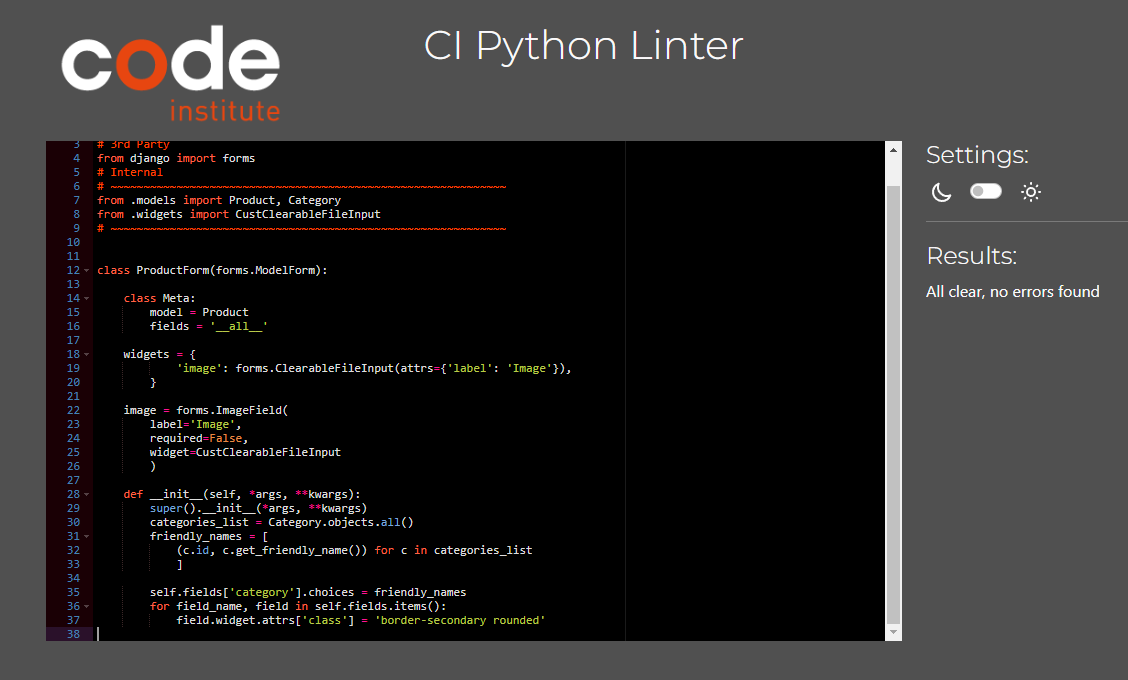 code
institute
CI Python Linter
3 # 3rd Party
4 from django import forms
5 # Internal
6 # ~~~~~~~~~~~~~~~~~~~~~~~~~~~~~~~~~~~~~~~~~~~~~~~~~~~~~~~~~~~~
7 from .models import Product, Category
8 from .widgets import CustClearableFileInput
9 # ~~~~~~~~~~~~~~~~~~~~~~~~~~~~~~~~~~~~~~~~~~~~~~~~~~~~~~~~~~~~
10
11
12 class ProductForm(forms.ModelForm):
13
14     class Meta:
15         model = Product
16         fields = '__all__'
17
18     widgets = {
19             'image': forms.ClearableFileInput(attrs={'label': 'Image'}),
20         }
21
22     image = forms.ImageField(
23         label='Image',
24         required=False,
25         widget=CustClearableFileInput
26         )
27
28     def __init__(self, *args, **kwargs):
29         super().__init__(*args, **kwargs)
30         categories_list = Category.objects.all()
31         friendly_names = [
32             (c.id, c.get_friendly_name()) for c in categories_list
33             ]
34
35         self.fields['category'].choices = friendly_names
36         for field_name, field in self.fields.items():
37             field.widget.attrs['class'] = 'border-secondary rounded'
38
Settings:
Results:
All clear, no errors found